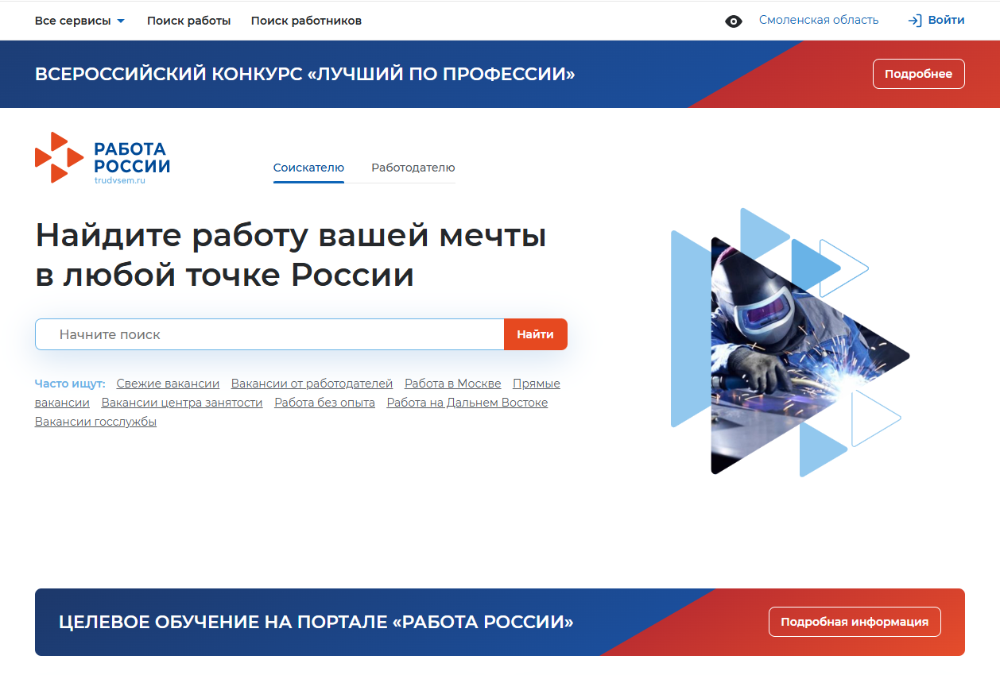 Все сервисы Поиск работы Поиск работников Смоленская область Войти
ВСЕРОССИЙСКИЙ КОНКУРС «ЛУЧШИЙ ПО ПРОФЕССИИ» Подробнее
РАБОТА
РОССИИ
trudvsem.ru
Соискателю Работодателю
Найдите работу вашей мечты
в любой точке России
Начните поиск Найти
Часто ищут: Свежие вакансии Вакансии от работодателей Работа в Москве Прямые
вакансии Вакансии центра занятости Работа без опыта Работа на Дальнем Востоке
Вакансии госслужбы
ЦЕЛЕВОЕ ОБУЧЕНИЕ НА ПОРТАЛЕ «РАБОТА РОССИИ» Подробная информация